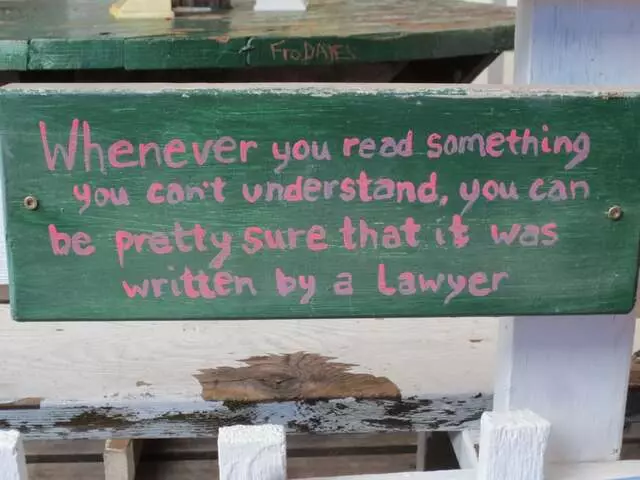 Whenever you read something
you can't understand, you can
be pretty sure that it was
written by a Lawyer